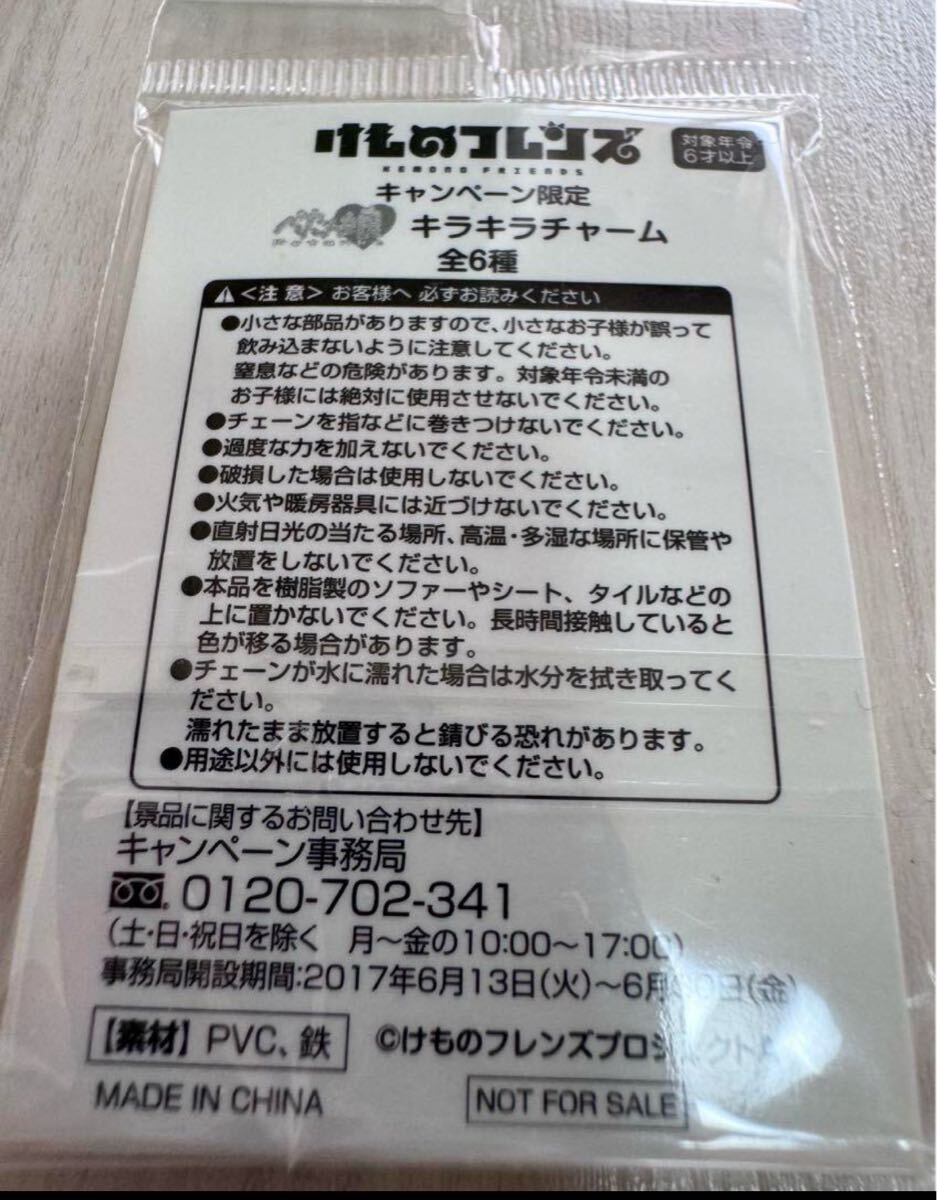 けものフレンズ
KEMONO FRIENDS
対象年令
6才以上
キャンペーン限定
キラキラチャーム
全6種
<注意> お客様へ 必ずお読みください
●小さな部品がありますので、小さなお子様が誤って
飲み込まないように注意してください。
窒息などの危険があります。対象年令未満の
お子様には絶対に使用させないでください。
●チェーンを指などに巻きつけないでください。
●過度な力を加えないでください。
●破損した場合は使用しないでください。
●火気や暖房器具には近づけないでください。
●直射日光の当たる場所、高温・多湿な場所に保管や
放置をしないでください。
●本品を樹脂製のソファーやシート、タイルなどの
上に置かないでください。長時間接触していると
色が移る場合があります。
●チェーンが水に濡れた場合は水分を拭き取ってく
ださい。
濡れたまま放置すると錆びる恐れがあります。
●用途以外には使用しないでください。
【景品に関するお問い合わせ先】
キャンペーン事務局
0120-702-341
(土・日・祝日を除く 月～金の10:00～17:00)
事務局開設期間:2017年6月13日(火)～6月30日(金)
【素材】 PVC、鉄
©けものフレンズプロジェクト
MADE IN CHINA
NOT FOR SALE